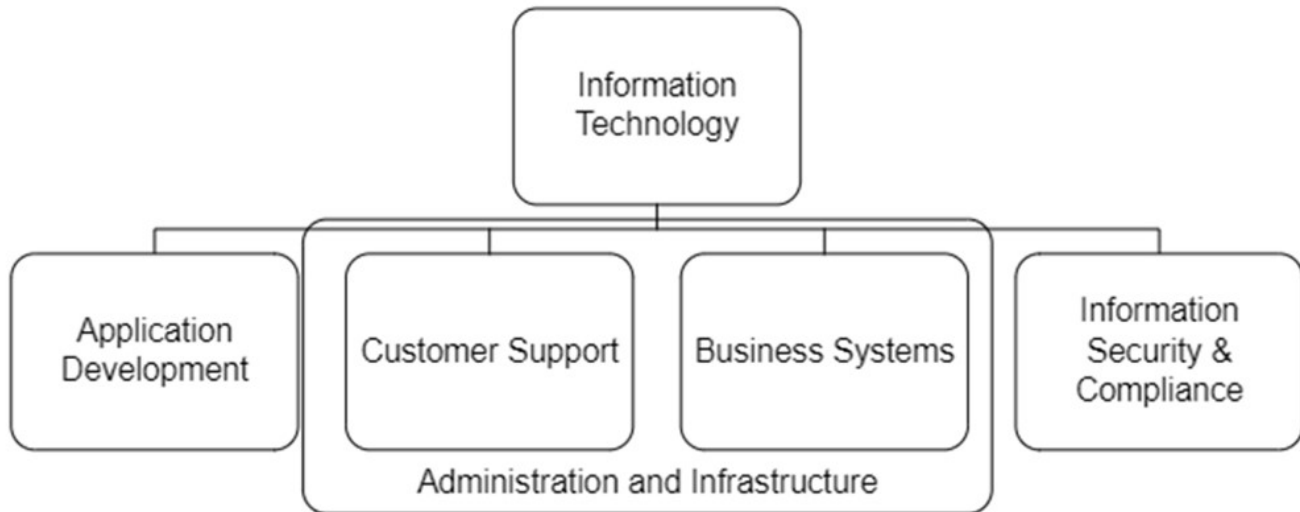 Information
Technology
Application
Development
Customer Support
Business Systems
Information
Security &
Compliance
Administration and Infrastructure